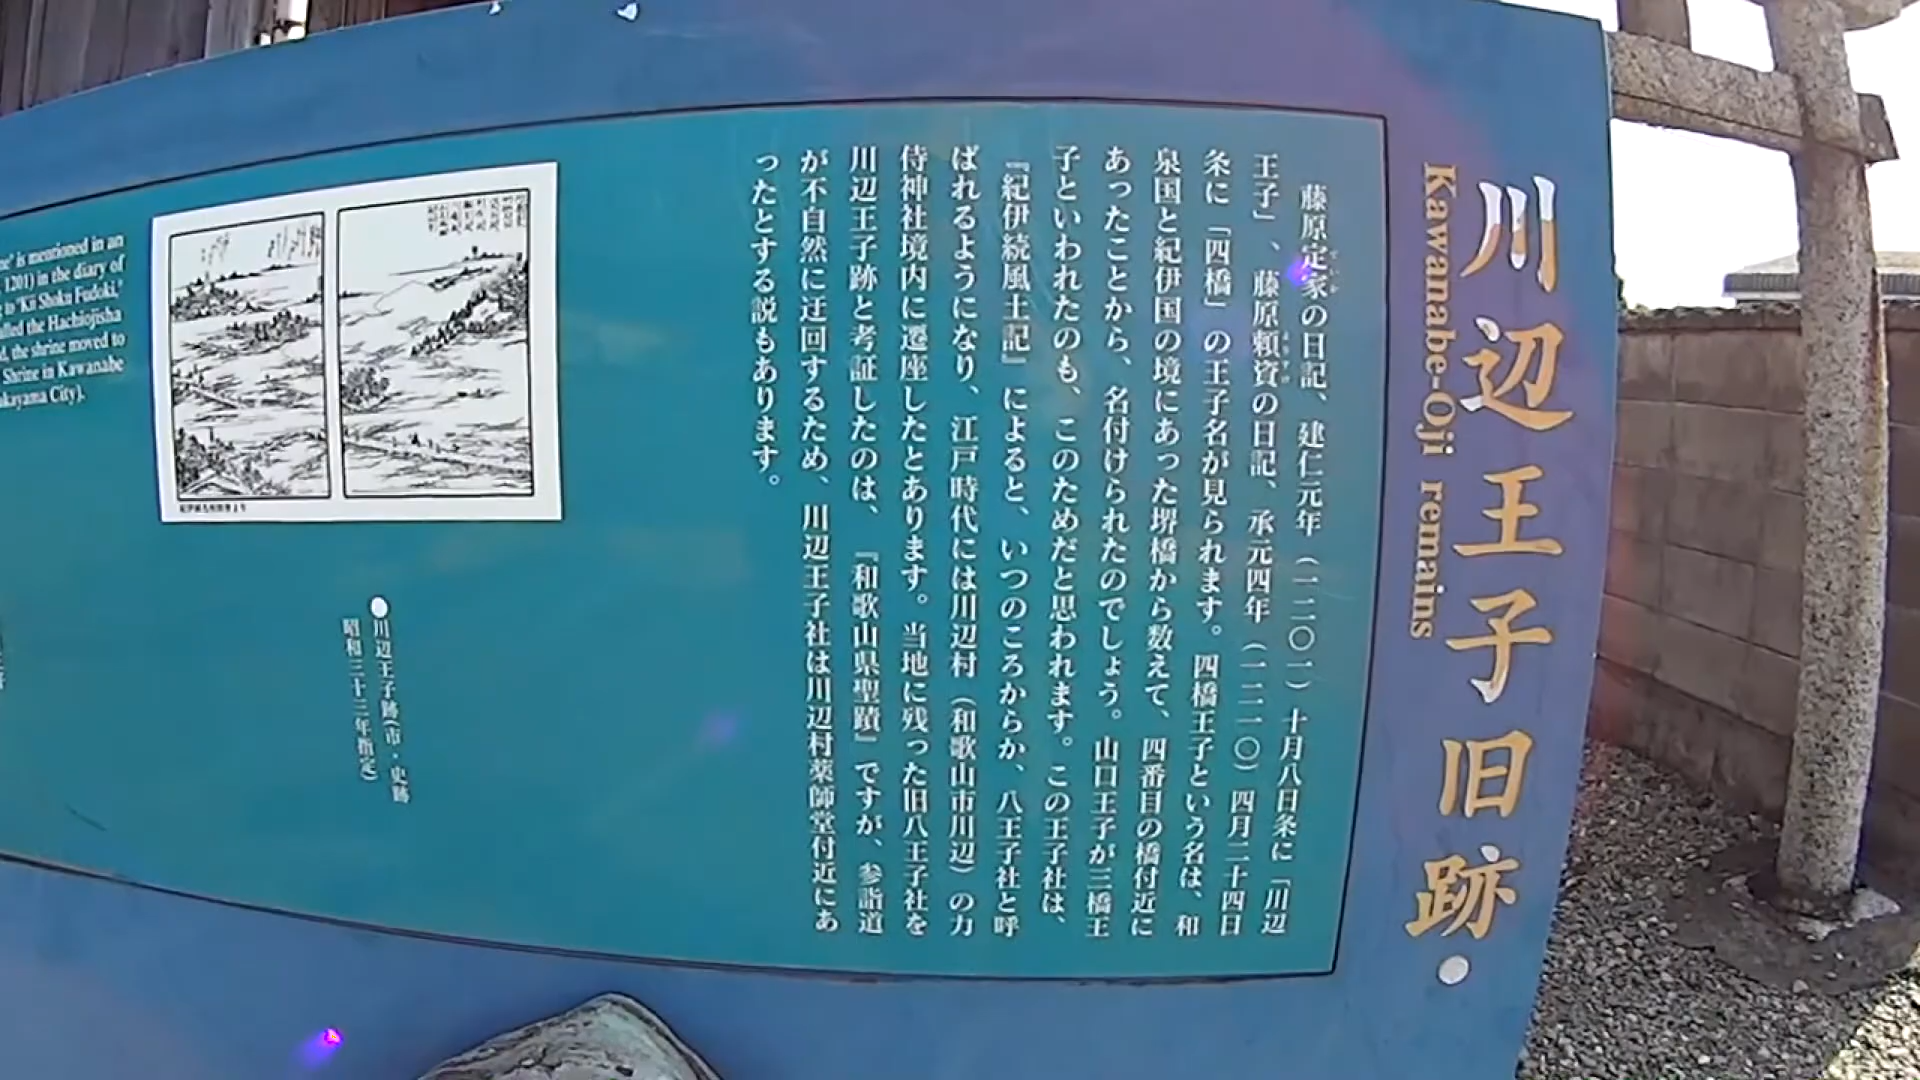 川辺王子旧跡
Kawanabe-Oji remains
藤原定家の日記、建仁元年（一二〇一）十月八日条に「川辺
ていか
王子」、藤原頼資の日記、承元四年（一二一〇）四月二十四日
よりすけ
条に「四橋」の王子名が見られます。四橋王子という名は、和
泉国と紀伊国の境にあった堺橋から数えて、四番目の橋付近に
あったことから、名付けられたのでしょう。山口王子が三橋王
子といわれたのも、このためだと思われます。この王子社は、
『紀伊続風土記』によると、いつのころからか、八王子社と呼
ばれるようになり、江戸時代には川辺村（和歌山市川辺）の力
侍神社境内に遷座したとあります。当地に残った旧八王子社を
川辺王子跡と考証したのは、『和歌山県聖蹟』ですが、参詣道
が不自然に迂回するため、川辺王子社は川辺村薬師堂付近にあ
ったとする説もあります。
●川辺王子跡（市・史跡
昭和三十三年指定）
is mentioned in an
1201) in the diary of
to 'Kii Shoku Fudoki,'
called the Hachiojisha
the shrine moved to
Shrine in Kawanabe
kayama City).